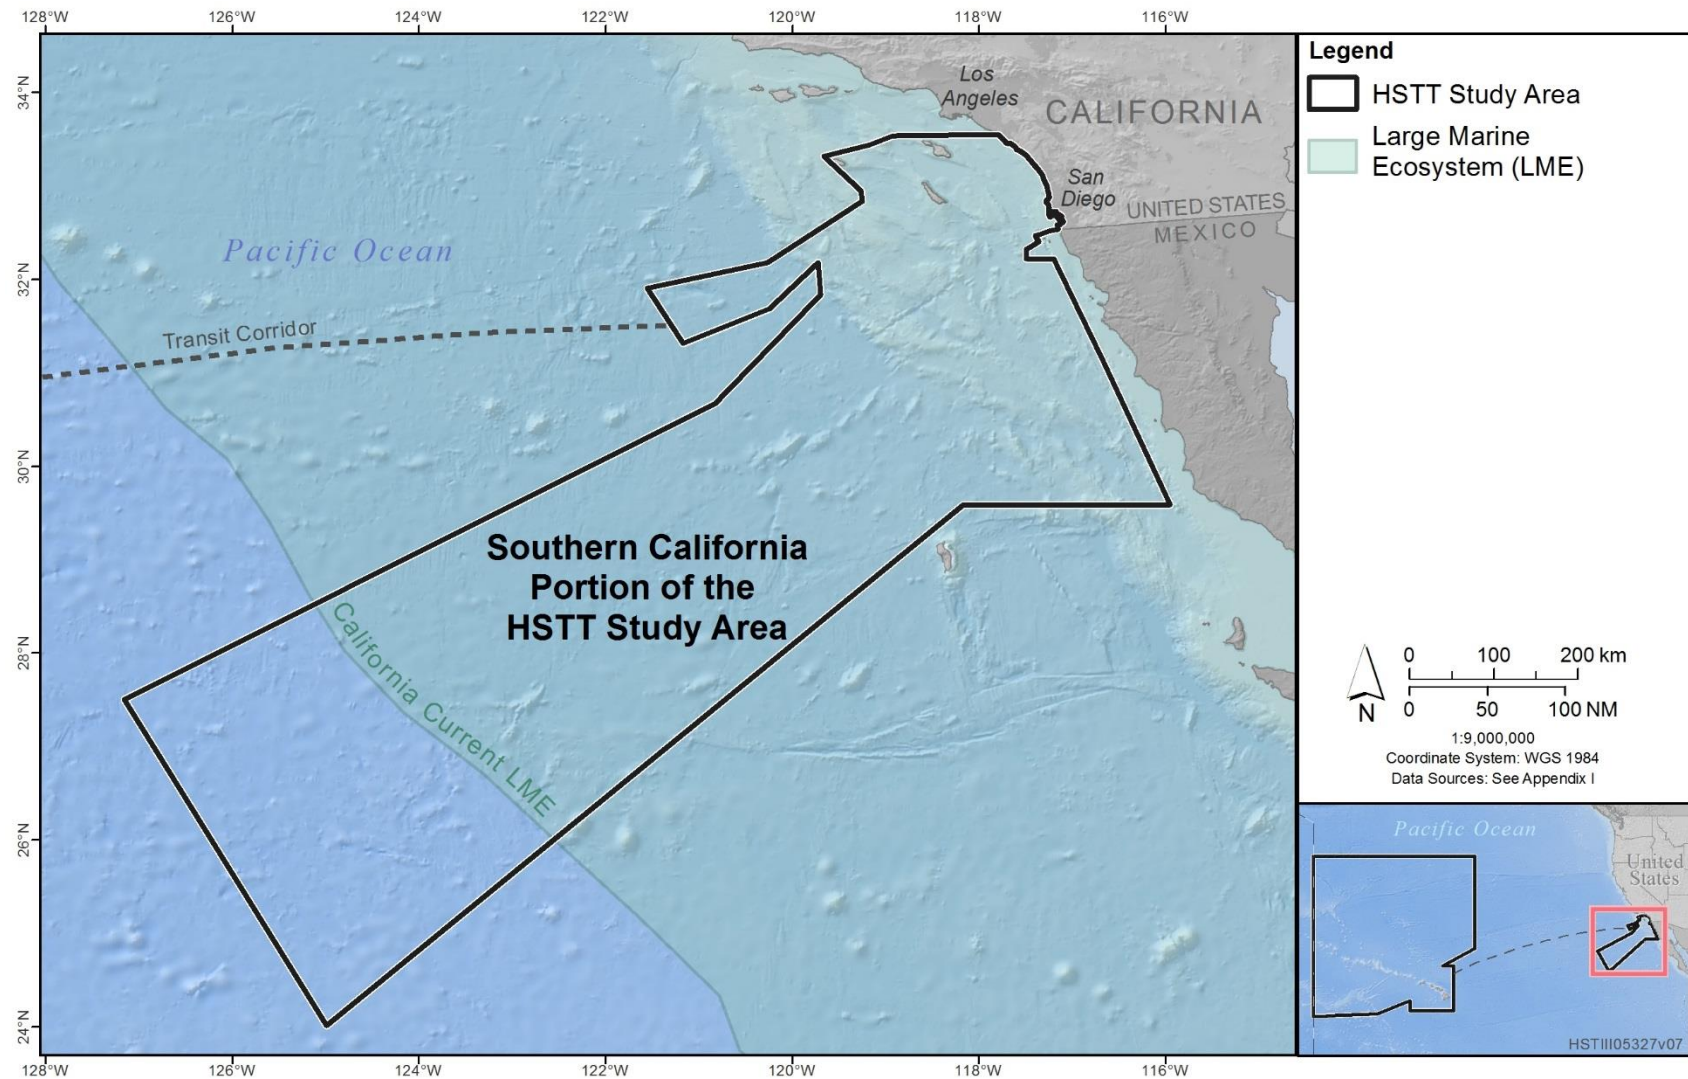 128°W 126°W 124°W 122°W 120°W 118°W 116°W
34°N
32°N
30°N
28°N
26°N
24°N
Los
Angeles
CALIFORNIA
San
Diego
UNITED STATES
MEXICO
Pacific Ocean
Transit Corridor
Southern California
Portion of the
HSTT Study Area
California Current LME
128°W 126°W 124°W 122°W 120°W 118°W 116°W
Legend
HSTT Study Area
Large Marine
Ecosystem (LME)
0 100 200 km
N
0 50 100 NM
1:9,000,000
Coordinate System: WGS 1984
Data Sources: See Appendix I
Pacific Ocean
United
States
HSTIII05327v07